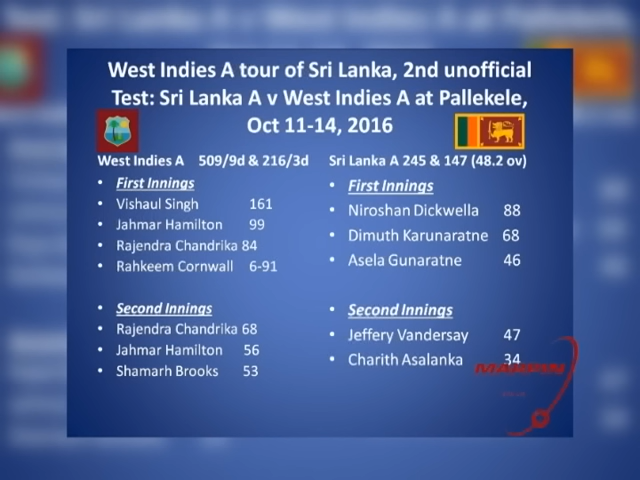 West Indies A tour of Sri Lanka, 2nd unofficial
Test: Sri Lanka A v West Indies A at Pallekele,
Oct 11-14, 2016
West Indies A 509/9d & 216/3d
• First Innings
• Vishaul Singh 161
• Jahmar Hamilton 99
• Rajendra Chandrika 84
• Rahkeem Cornwall 6-91
• Second Innings
• Rajendra Chandrika 68
• Jahmar Hamilton 56
• Shamarh Brooks 53
Sri Lanka A 245 & 147 (48.2 ov)
• First Innings
• Niroshan Dickwella 88
• Dimuth Karunaratne 68
• Asela Gunaratne 46
• Second Innings
• Jeffery Vandersay 47
• Charith Asalanka 34
MARPIN